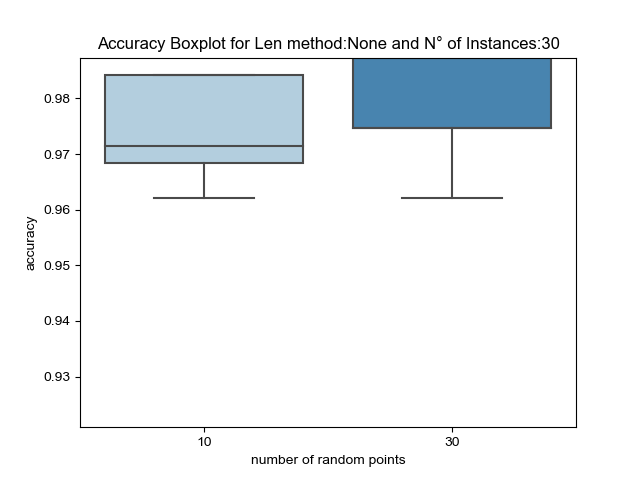 Accuracy Boxplot for Len method:None and N° of Instances:30
accuracy
0.98
0.97
0.96
0.95
0.94
0.93
10
30
number of random points